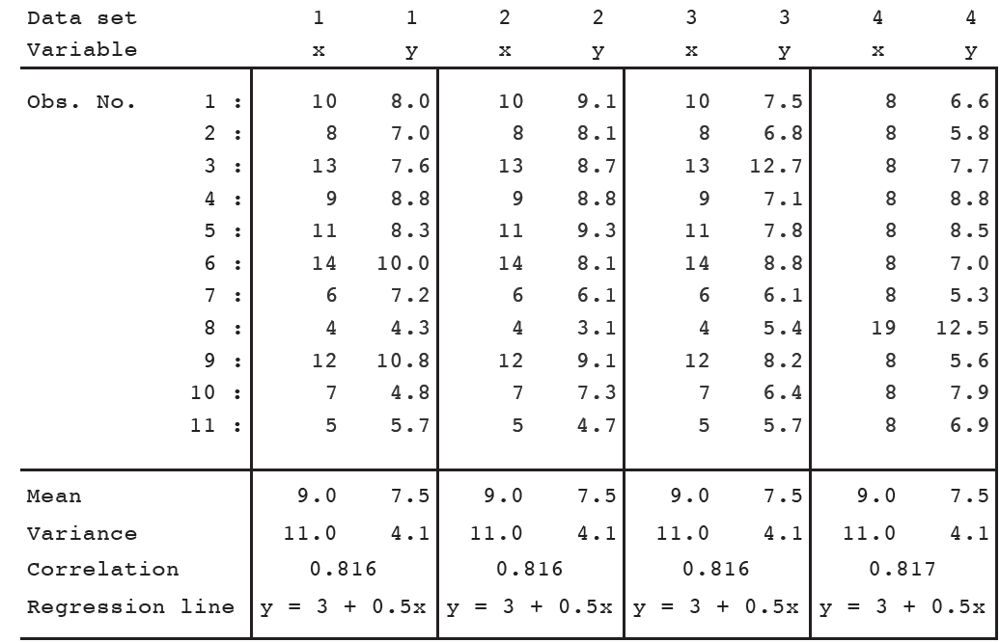 Data set 1 1 2 2 3 3 4 4
Variable x y x y x y x y
Obs. No. 1 : 10 8.0 10 9.1 10 7.5 8 6.6
2 : 8 7.0 8 8.1 8 6.8 8 5.8
3 : 13 7.6 13 8.7 13 12.7 8 7.7
4 : 9 8.8 9 8.8 9 7.1 8 8.8
5 : 11 8.3 11 9.3 11 7.8 8 8.5
6 : 14 10.0 14 8.1 14 8.8 8 7.0
7 : 6 7.2 6 6.1 6 6.1 8 5.3
8 : 4 4.3 4 3.1 4 5.4 19 12.5
9 : 12 10.8 12 9.1 12 8.2 8 5.6
10 : 7 4.8 7 7.3 7 6.4 8 7.9
11 : 5 5.7 5 4.7 5 5.7 8 6.9
Mean 9.0 7.5 9.0 7.5 9.0 7.5 9.0 7.5
Variance 11.0 4.1 11.0 4.1 11.0 4.1 11.0 4.1
Correlation 0.816 0.816 0.816 0.817
Regression line y = 3 + 0.5x y = 3 + 0.5x y = 3 + 0.5x y = 3 + 0.5x